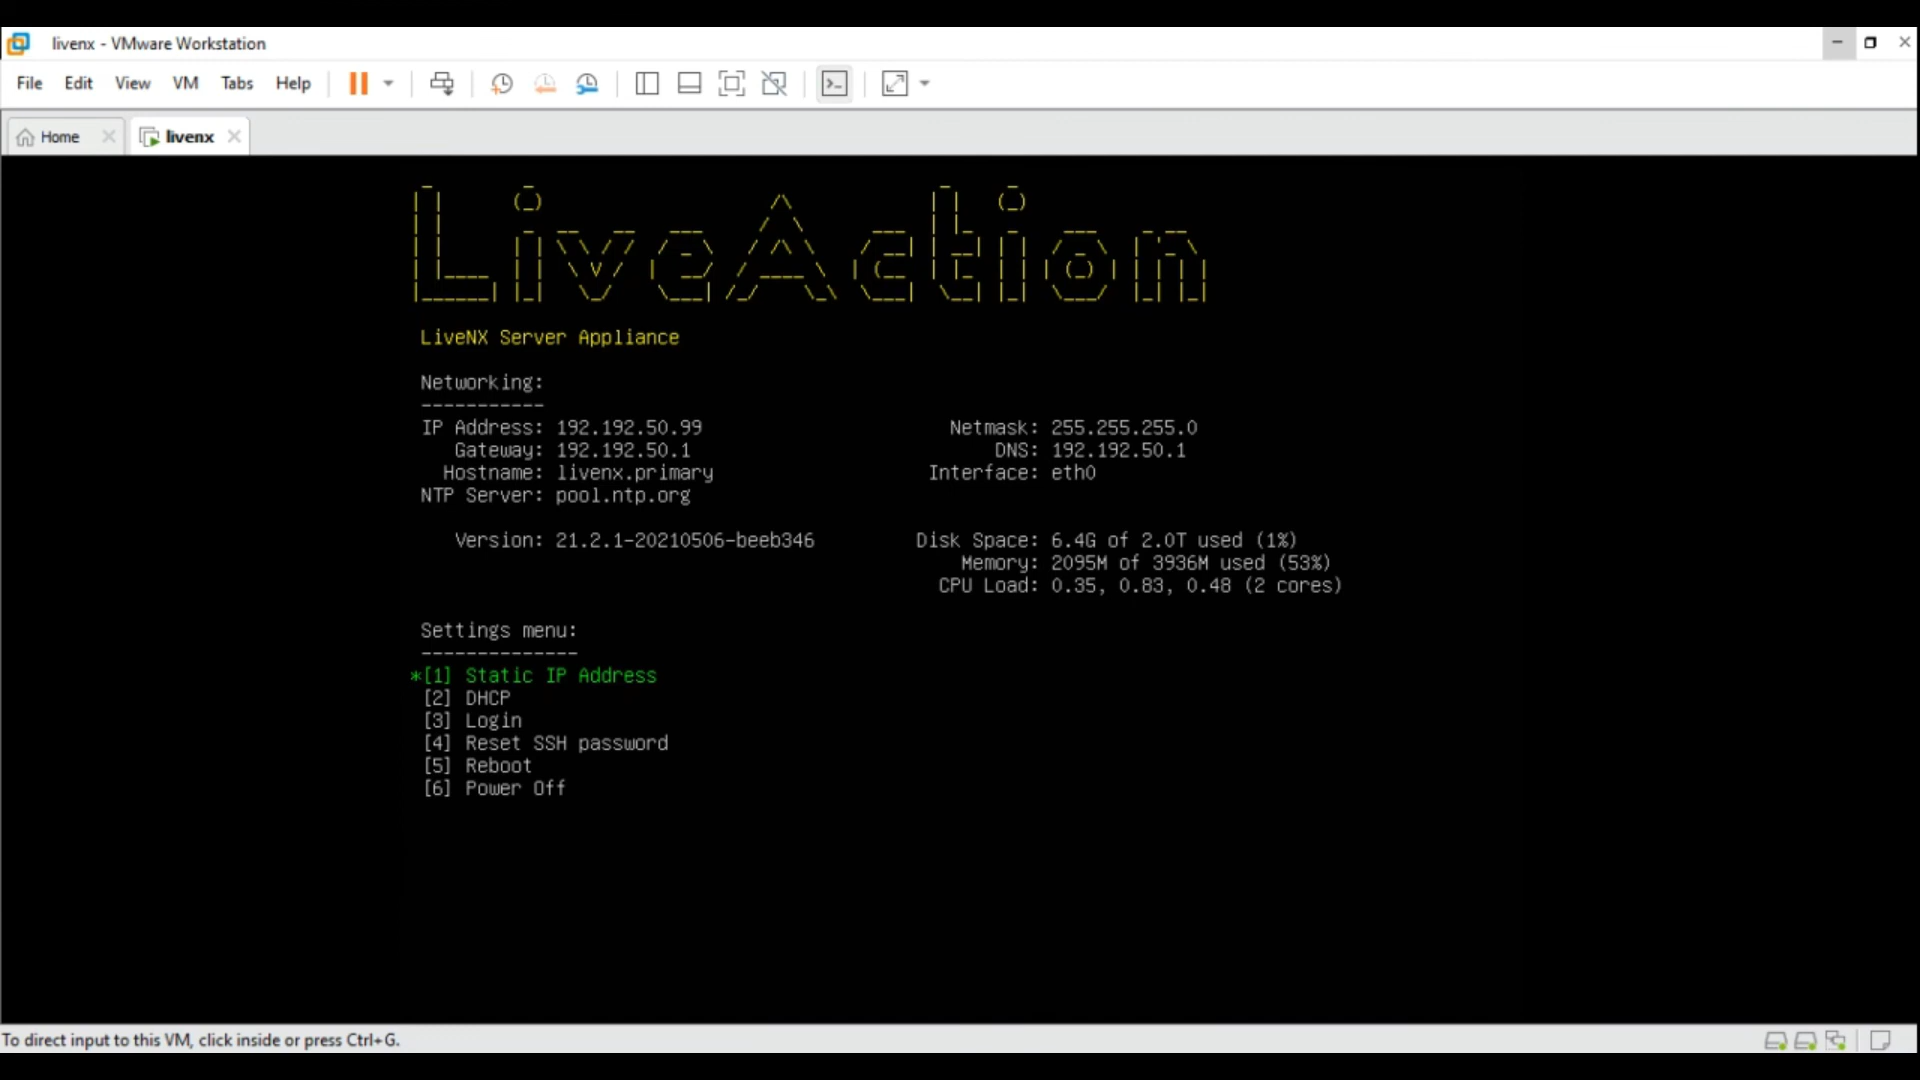 livenx - VMware Workstation
File Edit View VM Tabs Help
Home livenx
LiveAction
LiveNX Server Appliance
Networking:
-----------
IP Address: 192.192.50.99 Netmask: 255.255.255.0
Gateway: 192.192.50.1 DNS: 192.192.50.1
Hostname: livenx.primary Interface: eth0
NTP Server: pool.ntp.org
Version: 21.2.1-20210506-beeb346 Disk Space: 6.4G of 2.0T used (1%)
Memory: 2095M of 3936M used (53%)
CPU Load: 0.35, 0.83, 0.48 (2 cores)
Settings menu:
--------------
*[1] Static IP Address
[2] DHCP
[3] Login
[4] Reset SSH password
[5] Reboot
[6] Power Off
To direct input to this VM, click inside or press Ctrl+G.